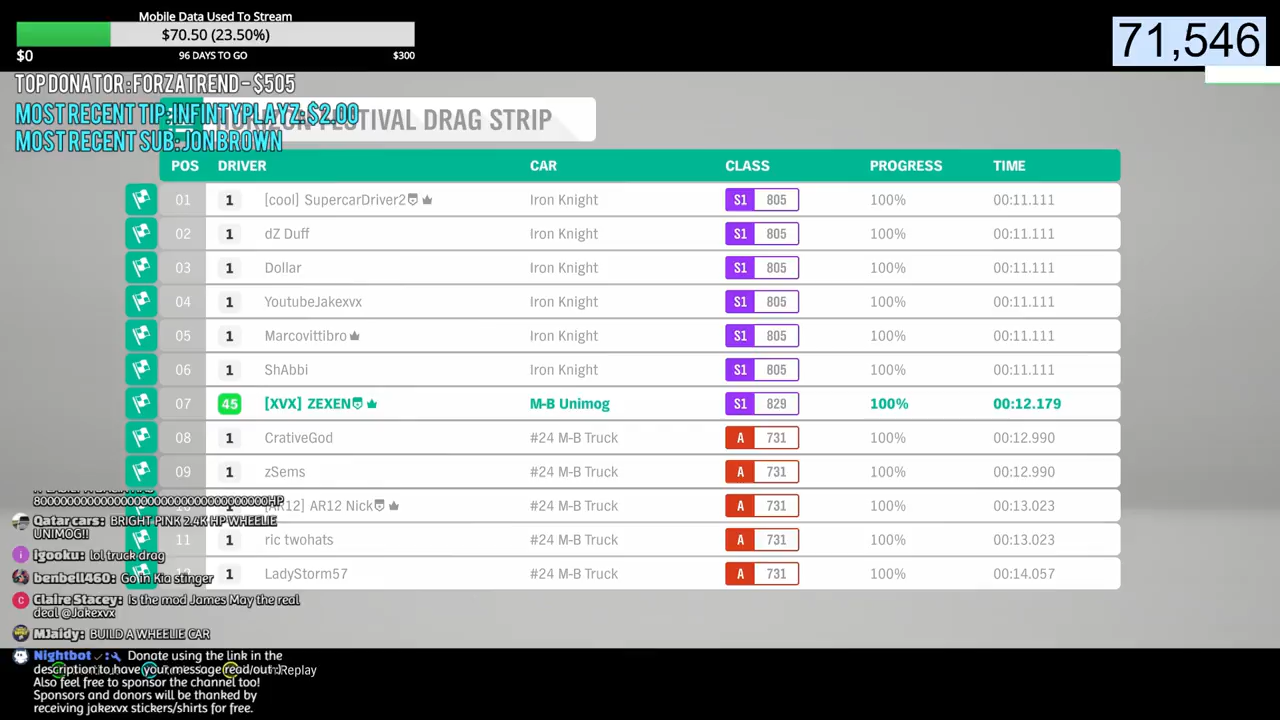 Mobile Data Used To Stream
$70.50 (23.50%)
$0
96 DAYS TO GO
$300
71,546
TOP DONATOR: FORZATREND - $505
MOST RECENT TIP: INFINTYPLAYZ: $2.00
MOST RECENT SUB: JON BROWN
FESTIVAL DRAG STRIP
POS DRIVER CAR CLASS PROGRESS TIME
01 1 [cool] SupercarDriver2 Iron Knight S1 805 100% 00:11.111
02 1 dZ Duff Iron Knight S1 805 100% 00:11.111
03 1 Dollar Iron Knight S1 805 100% 00:11.111
04 1 YoutubeJakexvx Iron Knight S1 805 100% 00:11.111
05 1 Marcovittibro Iron Knight S1 805 100% 00:11.111
06 1 ShAbbi Iron Knight S1 805 100% 00:11.111
07 45 [XVX] ZEXEN M-B Unimog S1 829 100% 00:12.179
08 1 CrativeGod #24 M-B Truck A 731 100% 00:12.990
09 1 zSems #24 M-B Truck A 731 100% 00:12.990
[AR12] AR12 Nick #24 M-B Truck A 731 100% 00:13.023
11 1 ric twohats #24 M-B Truck A 731 100% 00:13.023
12 1 LadyStorm57 #24 M-B Truck A 731 100% 00:14.057
Qatarcars: BRIGHT PINK 2.4K HP WHEELIE
UNIMOG!!
Igooku: lol truck drag
benbell460: Go in Kia stinger
Claire Stacey: Is the mod James May the real
deal @Jakexvx
MJaidy: BUILD A WHEELIE CAR
Nightbot: Donate using the link in the
description to have your message read out!
Replay
Also feel free to sponsor the channel too!
Sponsors and donors will be thanked by
receiving jakexvx stickers/shirts for free.